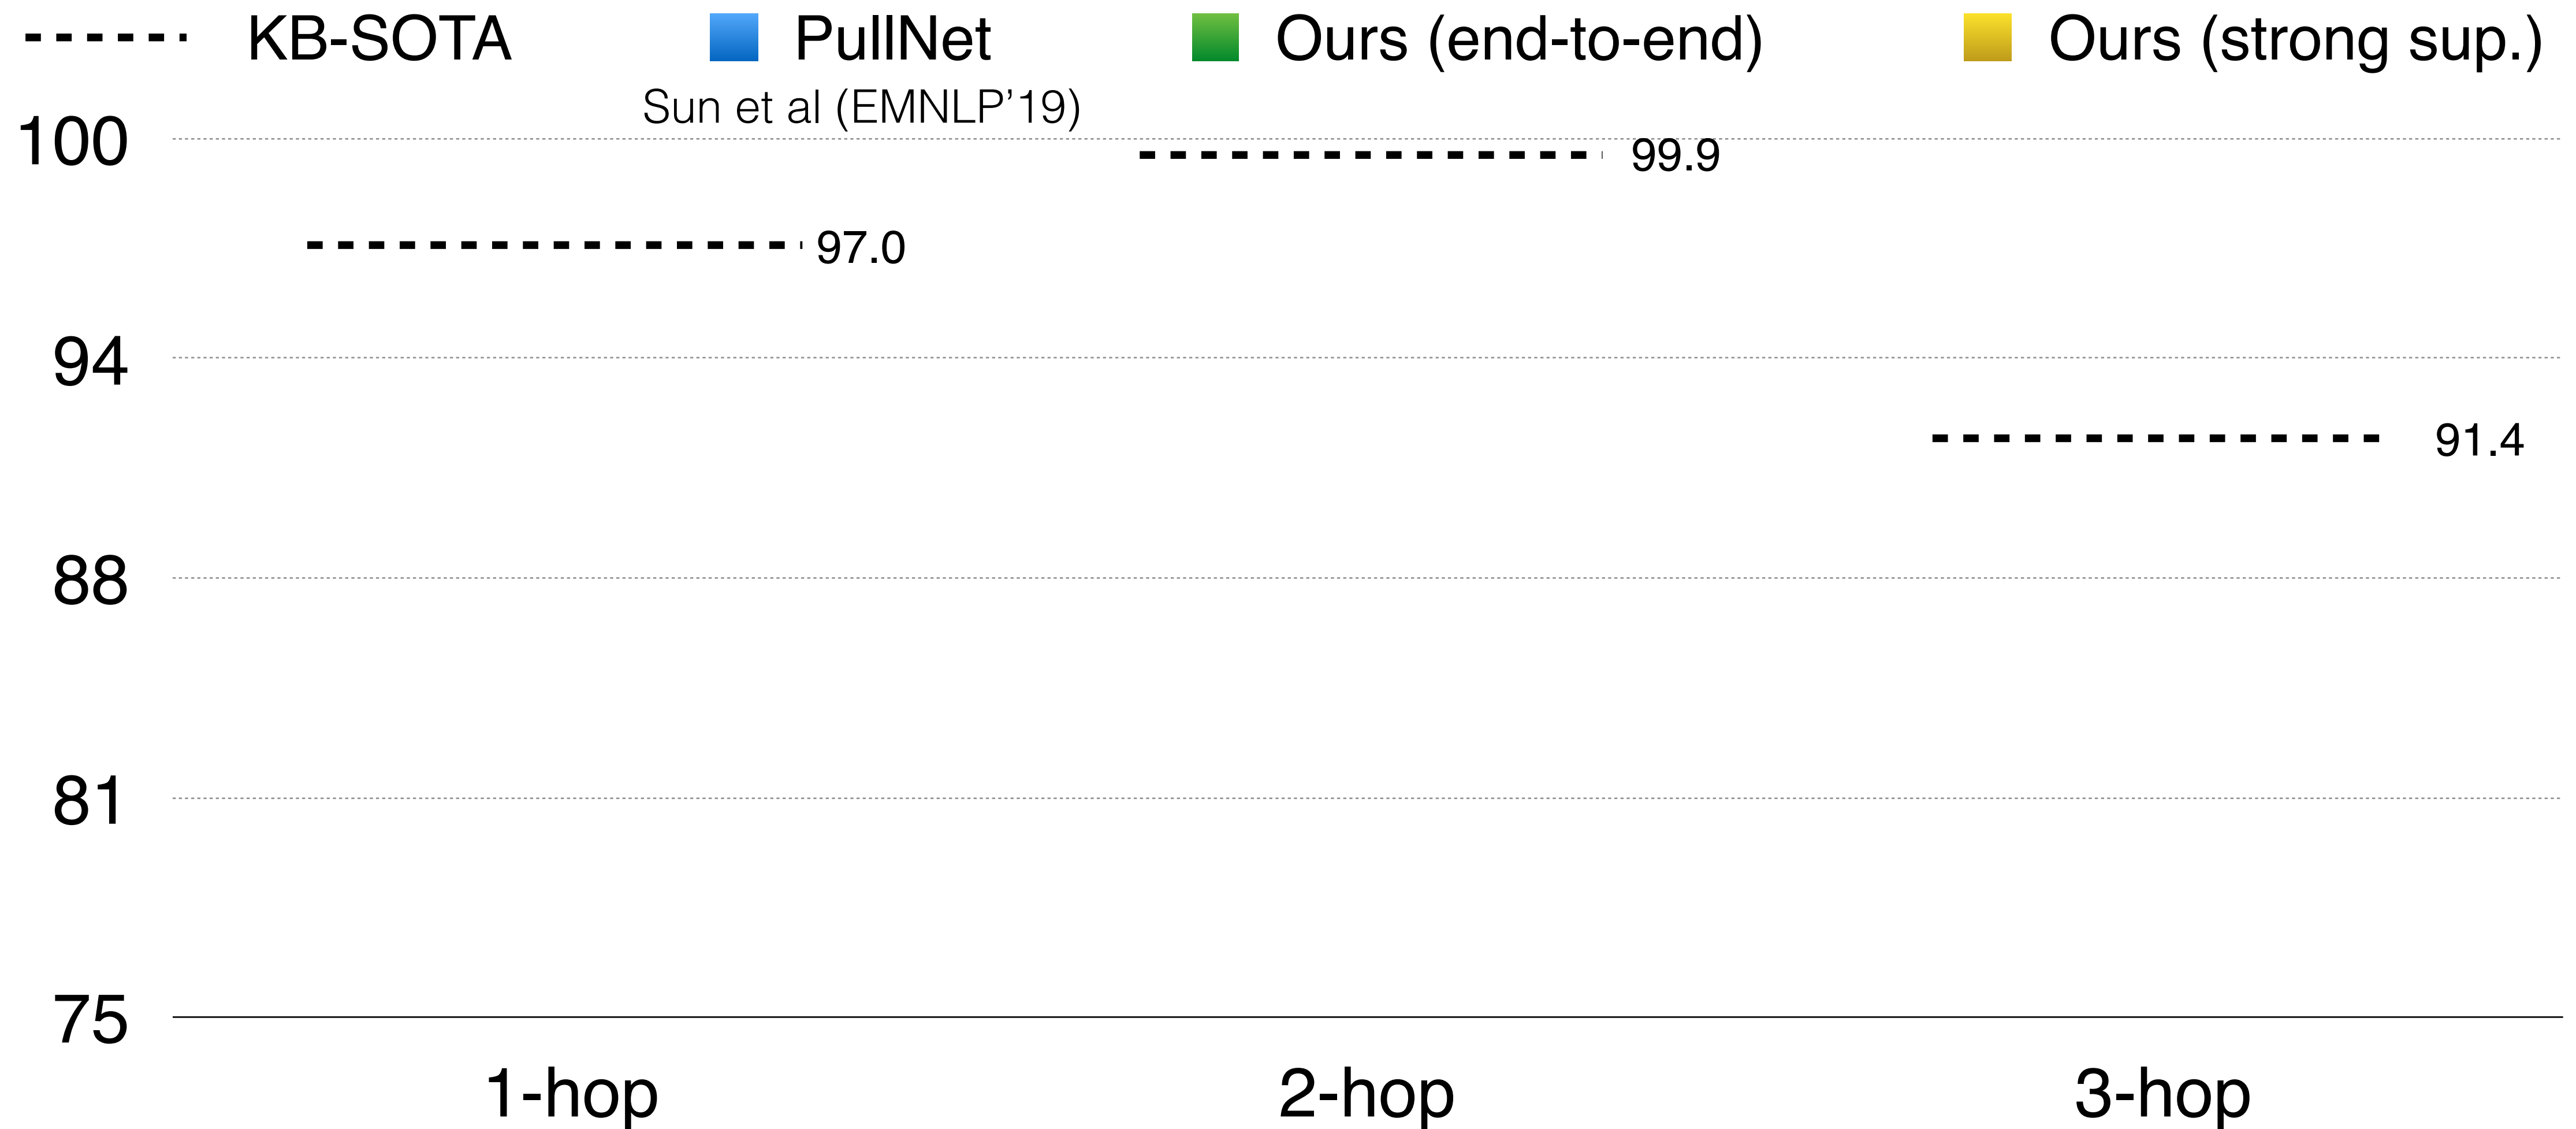 KB-SOTA PullNet Ours (end-to-end) Ours (strong sup.)
Sun et al (EMNLP’19)
100
99.9
97.0
94
91.4
88
81
75
1-hop 2-hop 3-hop